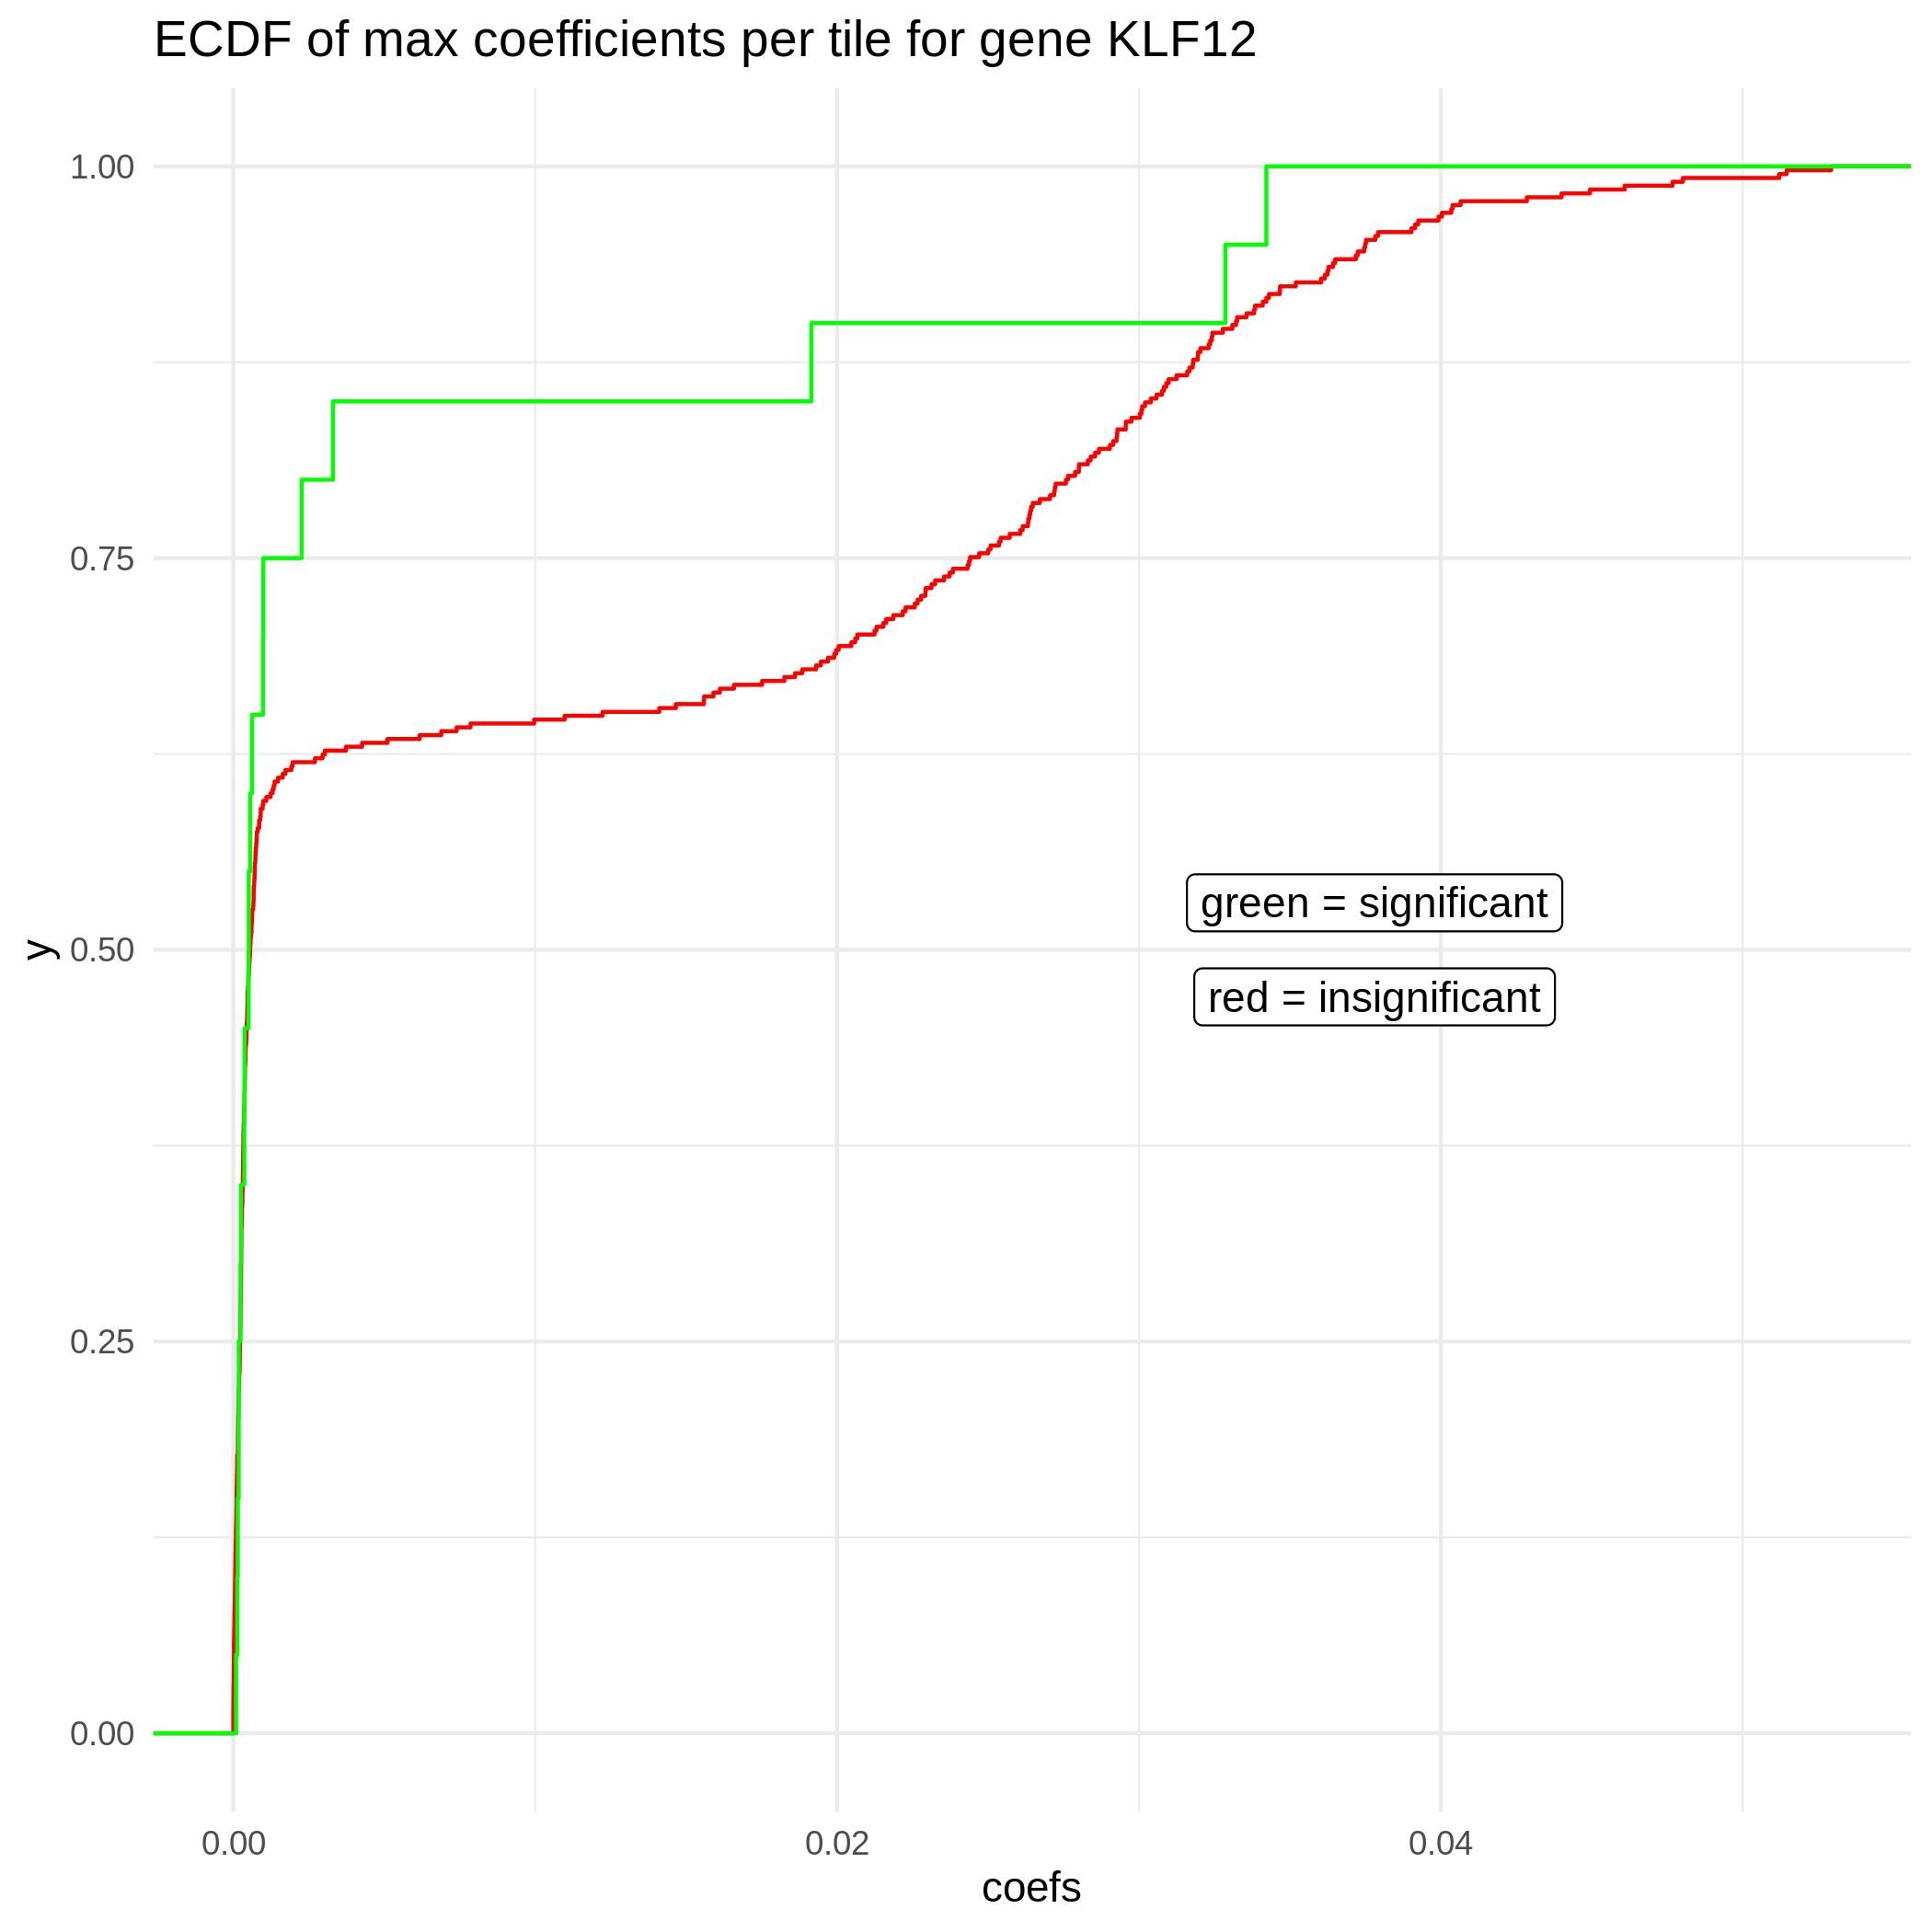 ECDF of max coefficients per tile for gene KLF12
1.00
0.75
green = significant
0.50
y
red = insignificant
0.25
0.00
0.00 0.02 0.04
coefs